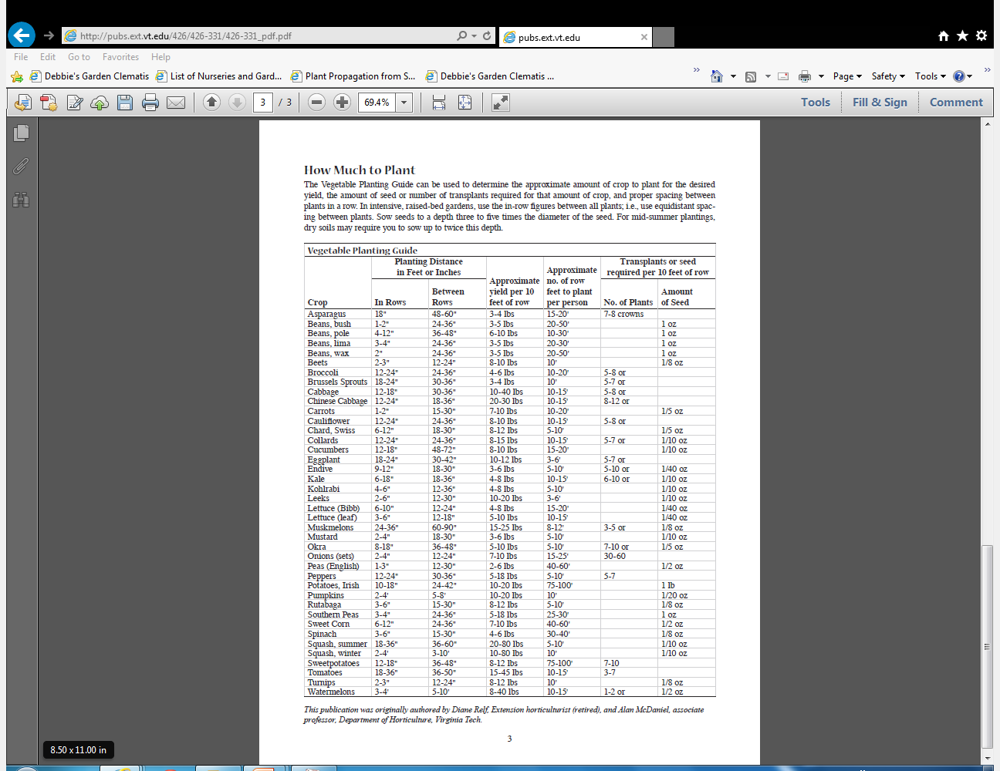 http://pubs.ext.vt.edu/426/426-331/426-331_pdf.pdf
pubs.ext.vt.edu
File Edit Go to Favorites Help
Debbie's Garden Clematis List of Nurseries and Gard... Plant Propagation from S... Debbie's Garden Clematis ... Page Safety Tools
3 / 3 69.4% Tools Fill & Sign Comment
How Much to Plant
The Vegetable Planting Guide can be used to determine the approximate amount of crop to plant for the desired
yield, the amount of seed or number of transplants required for that amount of crop, and proper spacing between
plants in a row. In intensive, raised-bed gardens, use the in-row figures between all plants; i.e., use equidistant spac-
ing between plants. Sow seeds to a depth three to five times the diameter of the seed. For mid-summer plantings,
dry soils may require you to sow up to twice this depth.
Vegetable Planting Guide
Planting Distance
in Feet or Inches
Transplants or seed
required per 10 feet of row
Crop
In Rows
Between
Rows
Approximate
yield per 10
feet of row
Approximate
no. of row
feet to plant
per person
No. of Plants
Amount
of Seed
Asparagus 18" 48-60" 3-4 lbs 15-20' 7-8 crowns
Beans, bush 1-2" 24-36" 3-5 lbs 20-50' 1 oz
Beans, pole 4-12" 36-48" 6-10 lbs 10-30' 1 oz
Beans, lima 3-4" 24-36" 3-5 lbs 20-30' 1 oz
Beans, wax 2" 24-36" 3-5 lbs 20-50' 1 oz
Beets 2-3" 12-24" 8-10 lbs 10' 1/8 oz
Broccoli 12-24" 24-36" 4-6 lbs 10-20' 5-8 or
Brussels Sprouts 18-24" 30-36" 3-4 lbs 10' 5-7 or
Cabbage 12-18" 30-36" 10-40 lbs 10-15' 5-8 or
Chinese Cabbage 12-24" 18-36" 20-30 lbs 10-15' 8-12 or
Carrots 1-2" 15-30" 7-10 lbs 10-20' 1/5 oz
Cauliflower 12-24" 24-36" 8-10 lbs 10-15' 5-8 or
Chard, Swiss 6-12" 18-30" 8-12 lbs 5-10' 1/5 oz
Collards 12-24" 24-36" 8-15 lbs 10-15' 5-7 or 1/10 oz
Cucumbers 12-18" 48-72" 8-10 lbs 15-20' 1/10 oz
Eggplant 18-24" 30-42" 10-12 lbs 3-6' 5-7 or
Endive 9-12" 18-30" 3-6 lbs 5-10' 5-10 or 1/40 oz
Kale 6-18" 18-36" 4-8 lbs 10-15' 6-10 or 1/10 oz
Kohlrabi 4-6" 12-36" 4-8 lbs 5-10' 1/10 oz
Leeks 2-6" 12-30" 10-20 lbs 3-6' 1/10 oz
Lettuce (Bibb) 6-10" 12-24" 4-8 lbs 15-20' 1/40 oz
Lettuce (leaf) 3-6" 12-18" 5-10 lbs 10-15' 1/40 oz
Muskmelons 24-36" 60-90" 15-25 lbs 8-12' 3-5 or 1/8 oz
Mustard 2-4" 18-30" 3-6 lbs 5-10' 1/10 oz
Okra 8-18" 36-48" 5-10 lbs 5-10' 7-10 or 1/5 oz
Onions (sets) 2-4" 12-24" 7-10 lbs 15-25' 30-60
Peas (English) 1-3" 12-30" 2-6 lbs 40-60' 1/2 oz
Peppers 12-24" 30-36" 5-18 lbs 5-10' 5-7
Potatoes, Irish 10-18" 24-42" 10-20 lbs 75-100' 1 lb
Pumpkins 2-4' 5-8' 10-20 lbs 10' 1/20 oz
Rutabaga 3-6" 15-30" 8-12 lbs 5-10' 1/8 oz
Southern Peas 3-4" 24-36" 5-18 lbs 25-30' 1 oz
Sweet Corn 6-12" 24-36" 7-10 lbs 40-60' 1/2 oz
Spinach 3-6" 15-30" 4-6 lbs 30-40' 1/8 oz
Squash, summer 18-36" 36-60" 20-80 lbs 5-10' 1/10 oz
Squash, winter 2-4' 3-10' 10-80 lbs 10' 1/10 oz
Sweetpotatoes 12-18" 36-48" 8-12 lbs 75-100' 7-10
Tomatoes 18-36" 36-50" 15-45 lbs 10-15' 3-7
Turnips 2-3" 12-24" 8-12 lbs 10' 1/8 oz
Watermelons 3-4' 5-10' 8-40 lbs 10-15' 1-2 or 1/2 oz
This publication was originally authored by Diane Relf, Extension horticulturist (retired), and Alan McDaniel, associate
professor, Department of Horticulture, Virginia Tech.
3
8.50 x 11.00 in